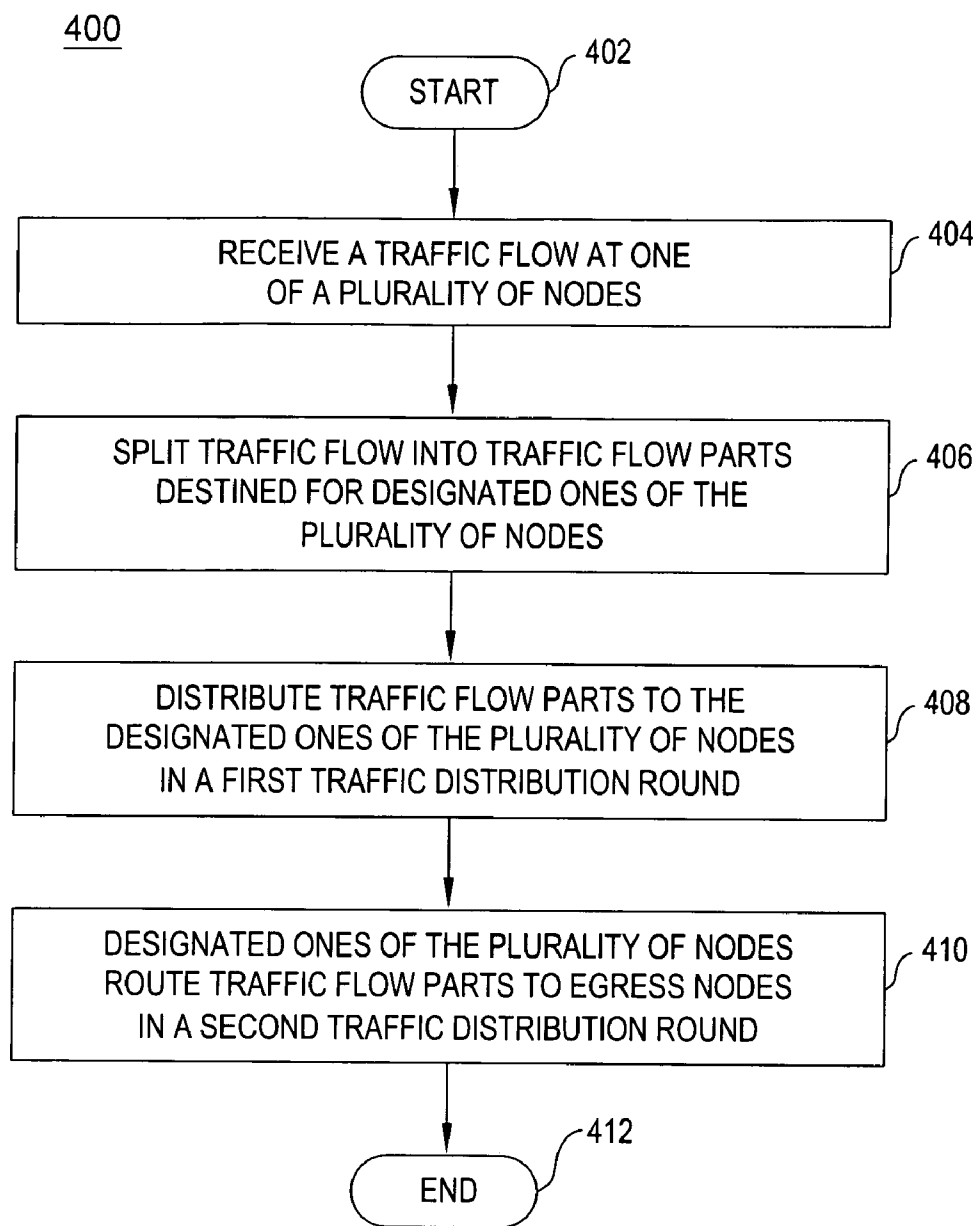 400
START
402
RECEIVE A TRAFFIC FLOW AT ONE
OF A PLURALITY OF NODES
404
SPLIT TRAFFIC FLOW INTO TRAFFIC FLOW PARTS
DESTINED FOR DESIGNATED ONES OF THE
PLURALITY OF NODES
406
DISTRIBUTE TRAFFIC FLOW PARTS TO THE
DESIGNATED ONES OF THE PLURALITY OF NODES
IN A FIRST TRAFFIC DISTRIBUTION ROUND
408
DESIGNATED ONES OF THE PLURALITY OF NODES
ROUTE TRAFFIC FLOW PARTS TO EGRESS NODES
IN A SECOND TRAFFIC DISTRIBUTION ROUND
410
END
412